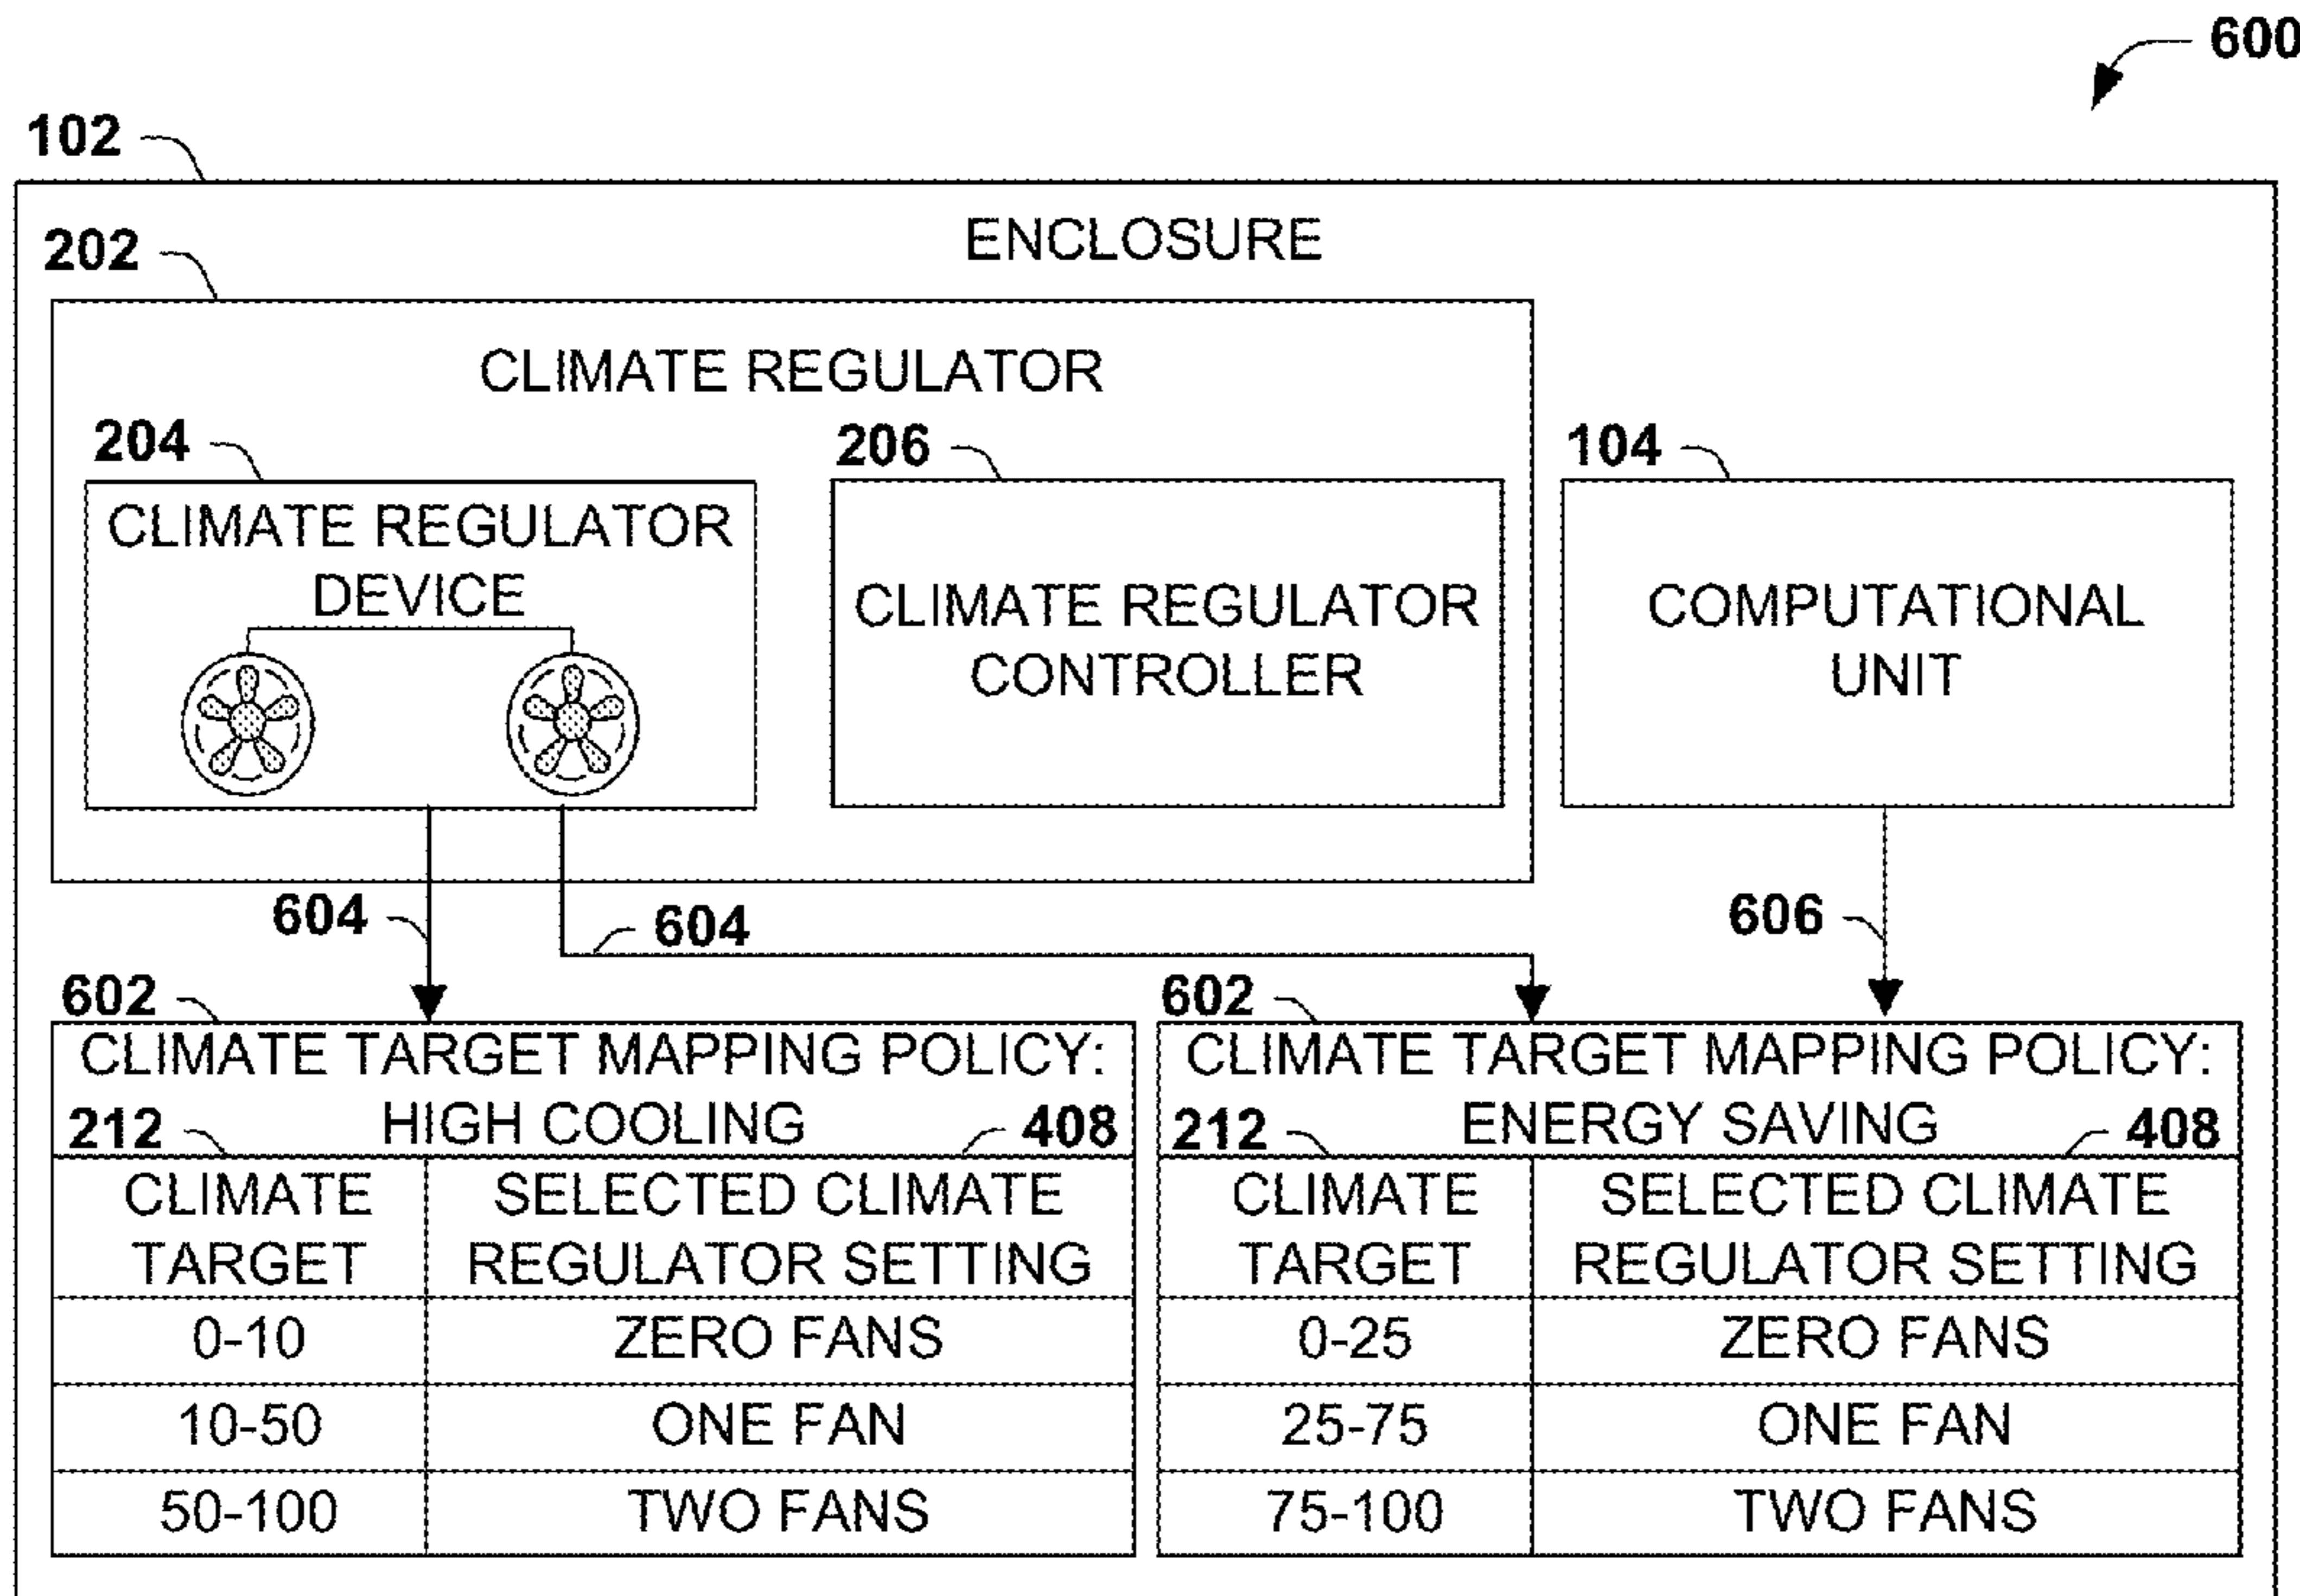 600
102
ENCLOSURE
202
CLIMATE REGULATOR
204
206
104
CLIMATE REGULATOR
DEVICE
CLIMATE REGULATOR
CONTROLLER
COMPUTATIONAL
UNIT
604
604
606
602
CLIMATE TARGET MAPPING POLICY:
HIGH COOLING
212
408
CLIMATE
TARGET
SELECTED CLIMATE
REGULATOR SETTING
0-10
ZERO FANS
10-50
ONE FAN
50-100
TWO FANS
602
CLIMATE TARGET MAPPING POLICY:
ENERGY SAVING
212
408
CLIMATE
TARGET
SELECTED CLIMATE
REGULATOR SETTING
0-25
ZERO FANS
25-75
ONE FAN
75-100
TWO FANS